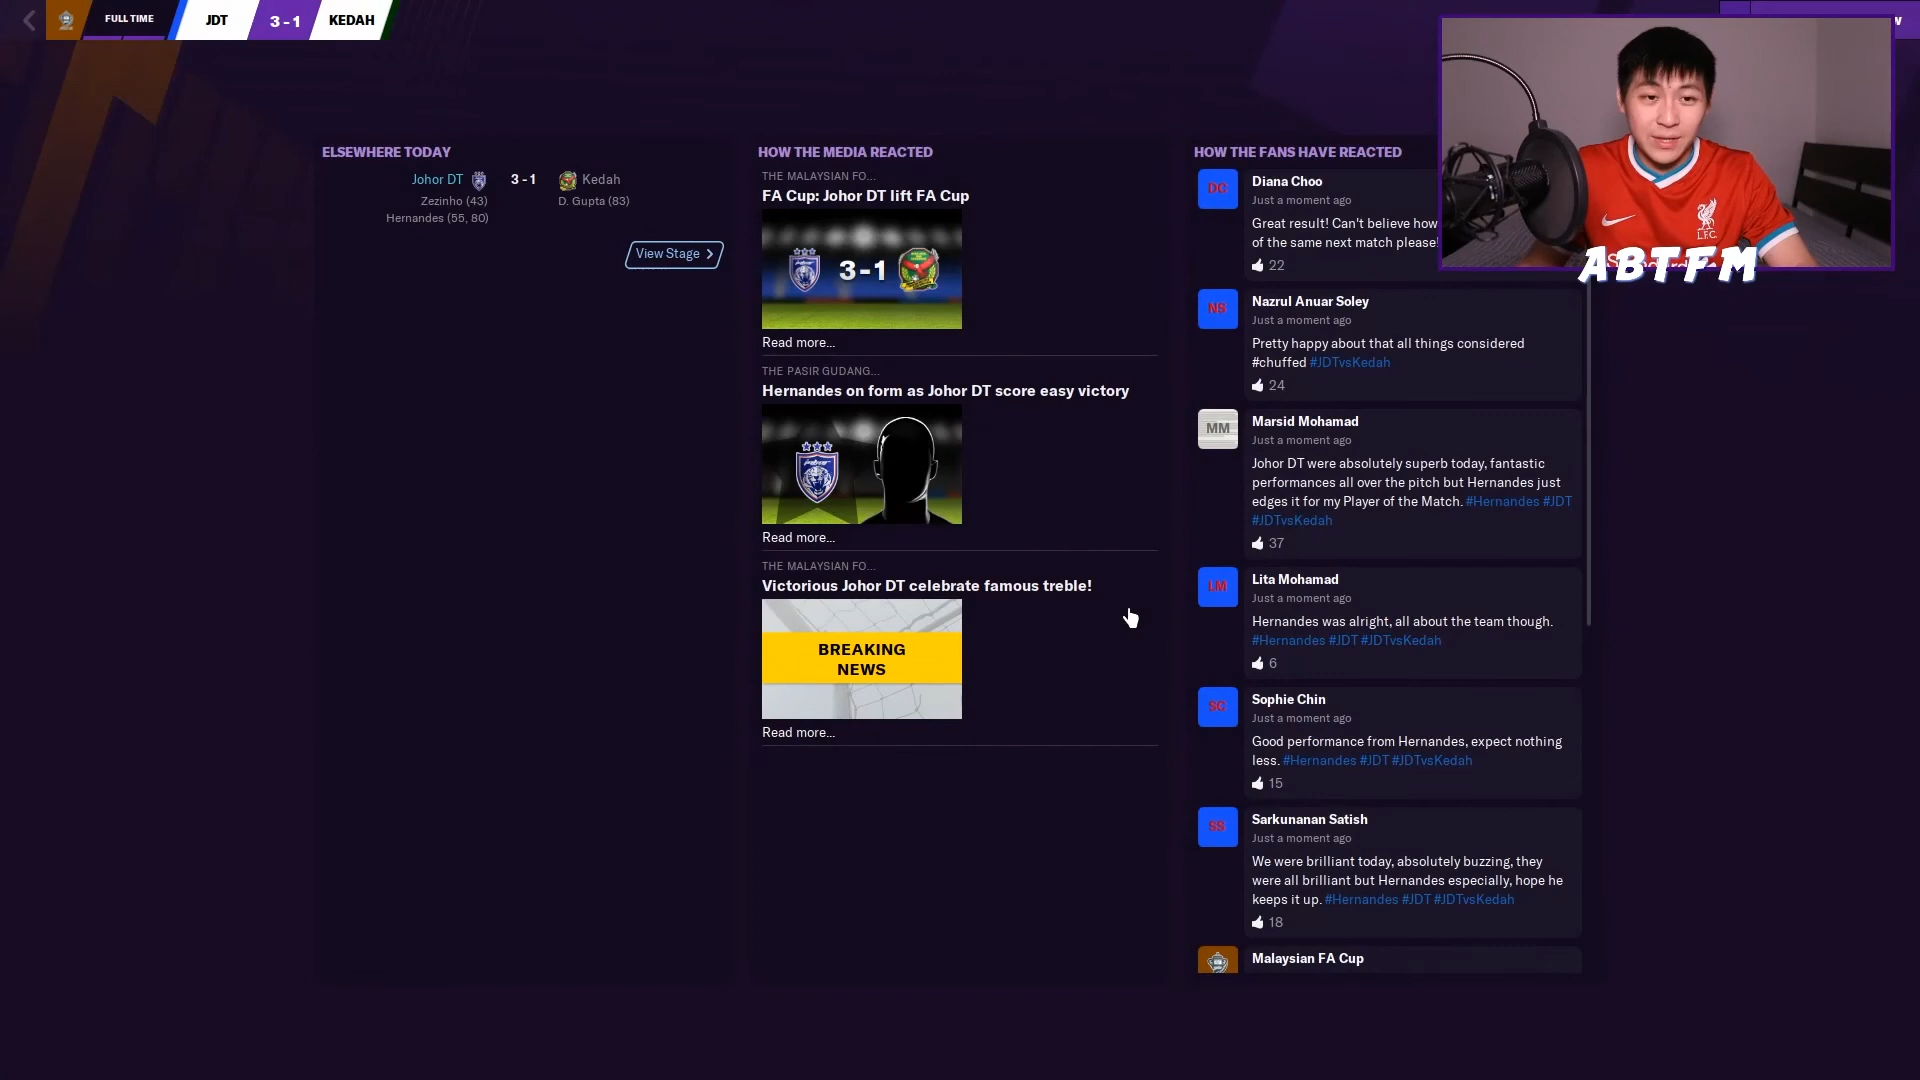 FULL TIME
JDT
3 - 1
KEDAH
ELSEWHERE TODAY
Johor DT
3 - 1
Kedah
Zezinho (43)
D. Gupta (83)
Hernandes (55, 80)
View Stage
HOW THE MEDIA REACTED
THE MALAYSIAN FO...
FA Cup: Johor DT lift FA Cup
3-1
Read more...
THE PASIR GUDANG...
Hernandes on form as Johor DT score easy victory
Read more...
THE MALAYSIAN FO...
Victorious Johor DT celebrate famous treble!
BREAKING
NEWS
Read more...
HOW THE FANS HAVE REACTED
DC
Diana Choo
Just a moment ago
Great result! Can't believe how
of the same next match please!
22
NS
Nazrul Anuar Soley
Just a moment ago
Pretty happy about that all things considered
#chuffed #JDTvsKedah
24
MM
Marsid Mohamad
Just a moment ago
Johor DT were absolutely superb today, fantastic
performances all over the pitch but Hernandes just
edges it for my Player of the Match. #Hernandes #JDT
#JDTvsKedah
37
LM
Lita Mohamad
Just a moment ago
Hernandes was alright, all about the team though.
#Hernandes #JDT #JDTvsKedah
6
SC
Sophie Chin
Just a moment ago
Good performance from Hernandes, expect nothing
less. #Hernandes #JDT #JDTvsKedah
15
SS
Sarkunanan Satish
Just a moment ago
We were brilliant today, absolutely buzzing, they
were all brilliant but Hernandes especially, hope he
keeps it up. #Hernandes #JDT #JDTvsKedah
18
Malaysian FA Cup
L.F.C.
ABTFM